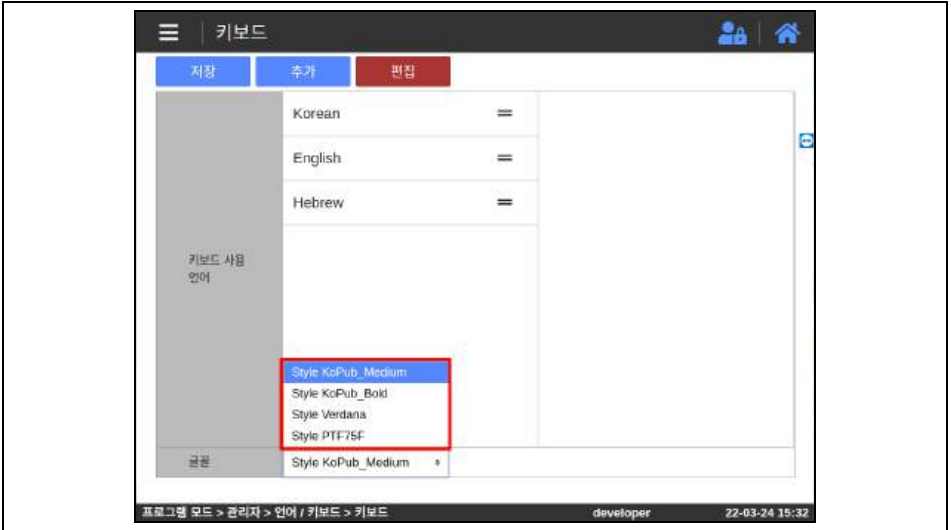 키보드
저장
추가
편집
Korean
English
Hebrew
키보드 사용
언어
Style KoPub_Medium
Style KoPub_Bold
Style Verdana
Style PTF75F
글꼴
Style KoPub_Medium
프로그램 모드 > 관리자 > 언어 / 키보드 > 키보드
developer
22-03-24 15:32